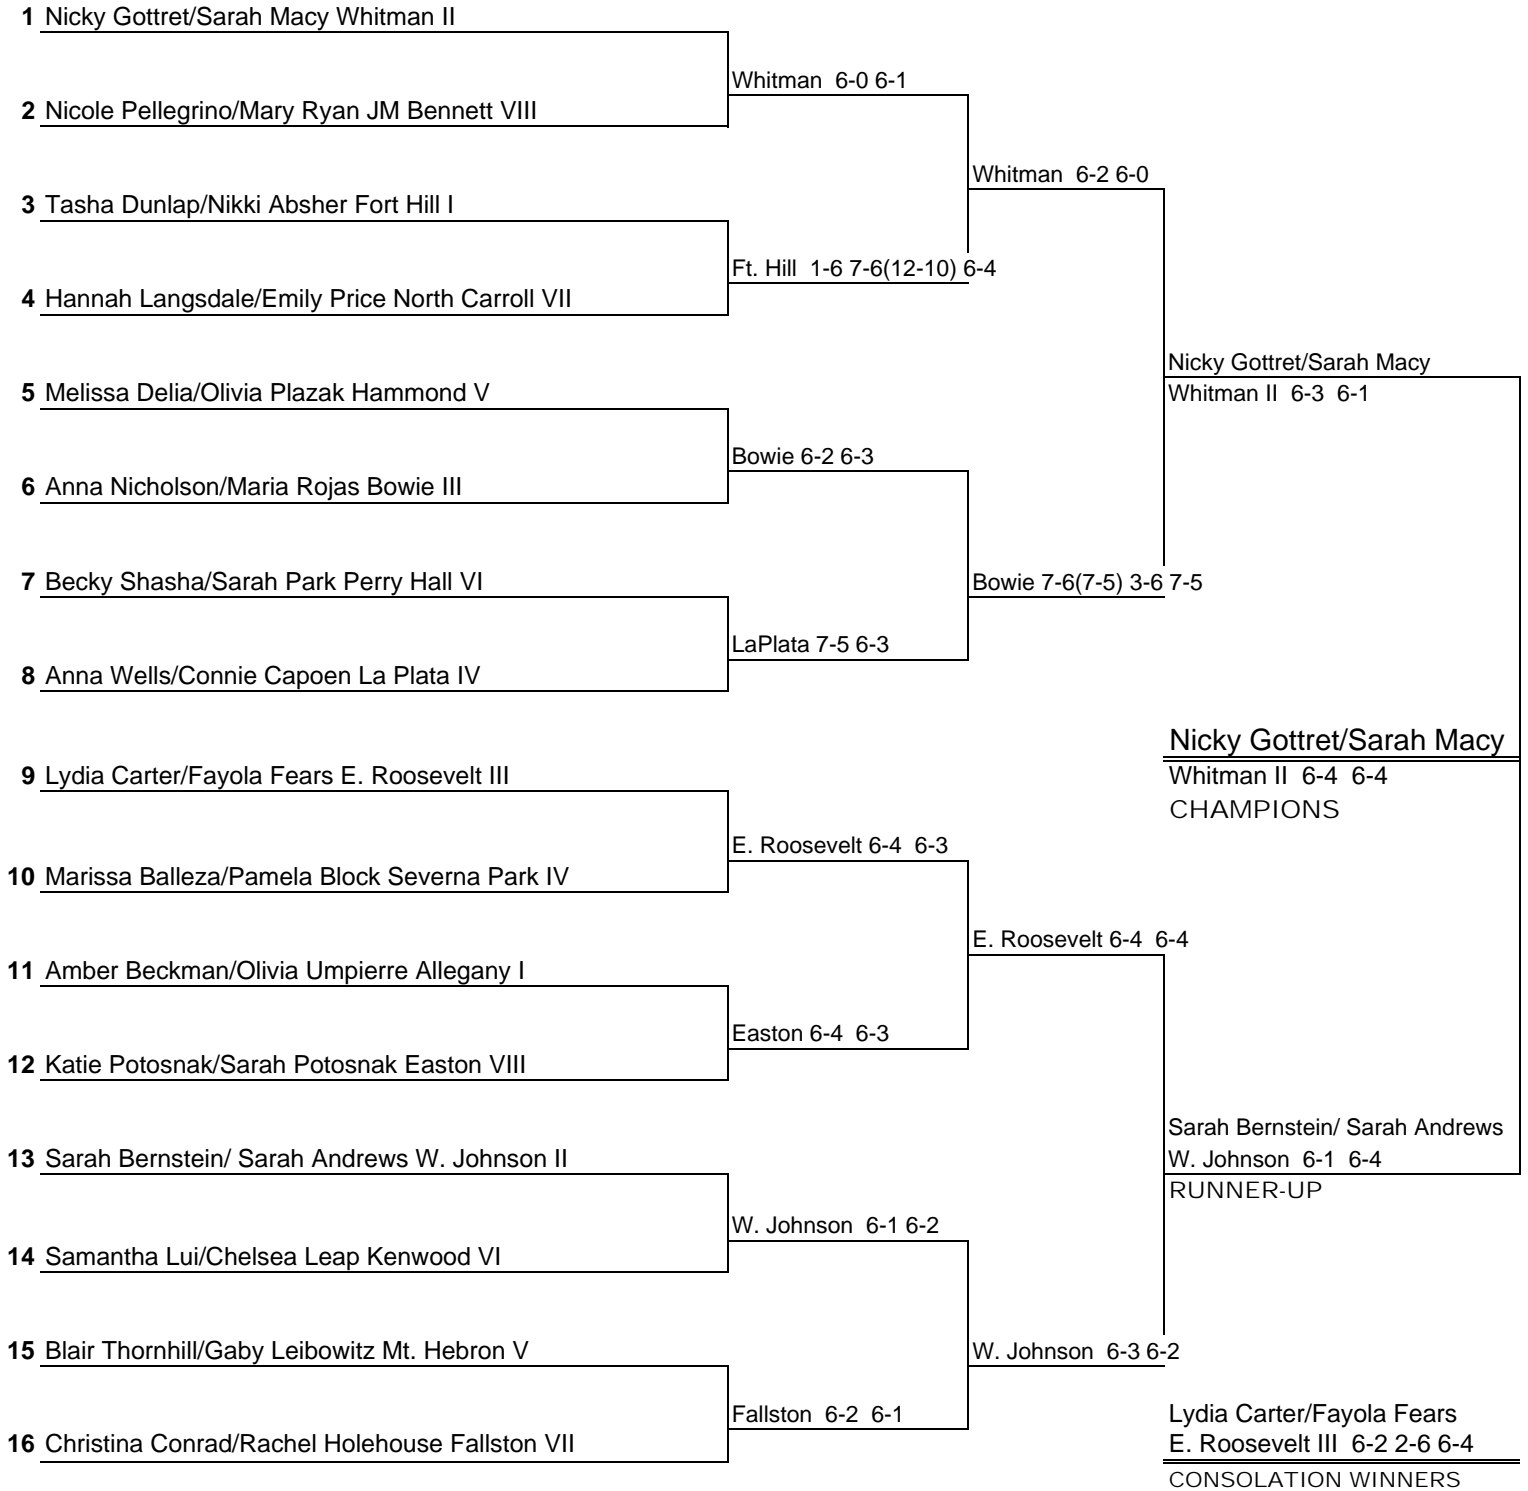 1 Nicky Gottret/Sarah Macy Whitman II
Whitman 6-0 6-1
2 Nicole Pellegrino/Mary Ryan JM Bennett VIII
Whitman 6-2 6-0
3 Tasha Dunlap/Nikki Absher Fort Hill I
Ft. Hill 1-6 7-6(12-10) 6-4
4 Hannah Langsdale/Emily Price North Carroll VII
Nicky Gottret/Sarah Macy
Whitman II 6-3 6-1
5 Melissa Delia/Olivia Plazak Hammond V
Bowie 6-2 6-3
6 Anna Nicholson/Maria Rojas Bowie III
7 Becky Shasha/Sarah Park Perry Hall VI
Bowie 7-6(7-5) 3-6 7-5
LaPlata 7-5 6-3
8 Anna Wells/Connie Capoen La Plata IV
Nicky Gottret/Sarah Macy
Whitman II 6-4 6-4
CHAMPIONS
9 Lydia Carter/Fayola Fears E. Roosevelt III
E. Roosevelt 6-4 6-3
10 Marissa Balleza/Pamela Block Severna Park IV
E. Roosevelt 6-4 6-4
11 Amber Beckman/Olivia Umpierre Allegany I
Easton 6-4 6-3
12 Katie Potosnak/Sarah Potosnak Easton VIII
Sarah Bernstein/ Sarah Andrews
W. Johnson 6-1 6-4
RUNNER-UP
13 Sarah Bernstein/ Sarah Andrews W. Johnson II
W. Johnson 6-1 6-2
14 Samantha Lui/Chelsea Leap Kenwood VI
15 Blair Thornhill/Gaby Leibowitz Mt. Hebron V
W. Johnson 6-3 6-2
Fallston 6-2 6-1
16 Christina Conrad/Rachel Holehouse Fallston VII
Lydia Carter/Fayola Fears
E. Roosevelt III 6-2 2-6 6-4
CONSOLATION WINNERS